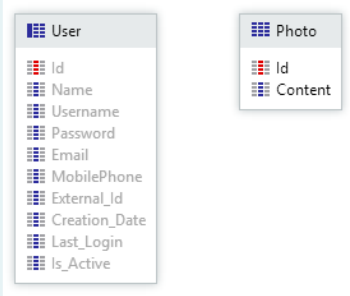 User
Id
Name
Username
Password
Email
MobilePhone
External_Id
Creation_Date
Last_Login
Is_Active
Photo
Id
Content